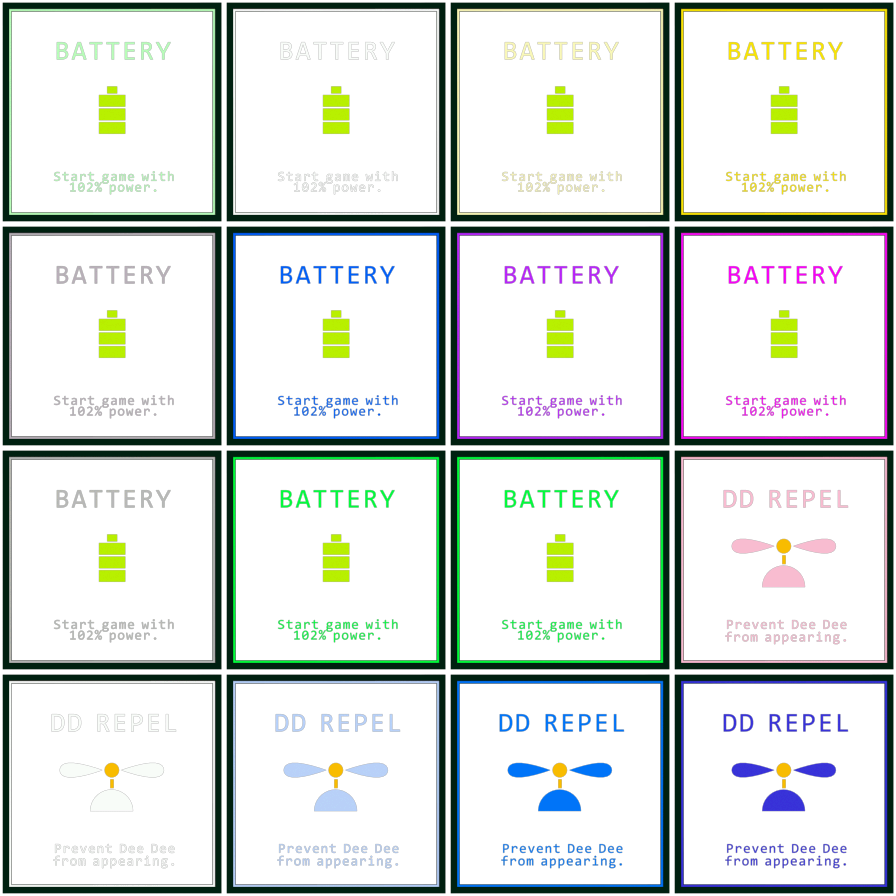 BATTERY
Start game with
102% power.
BATTERY
Start game with
102% power.
BATTERY
Start game with
102% power.
BATTERY
Start game with
102% power.
BATTERY
Start game with
102% power.
BATTERY
Start game with
102% power.
BATTERY
Start game with
102% power.
BATTERY
Start game with
102% power.
BATTERY
Start game with
102% power.
BATTERY
Start game with
102% power.
BATTERY
Start game with
102% power.
DD REPEL
Prevent Dee Dee
from appearing.
DD REPEL
Prevent Dee Dee
from appearing.
DD REPEL
Prevent Dee Dee
from appearing.
DD REPEL
Prevent Dee Dee
from appearing.
DD REPEL
Prevent Dee Dee
from appearing.